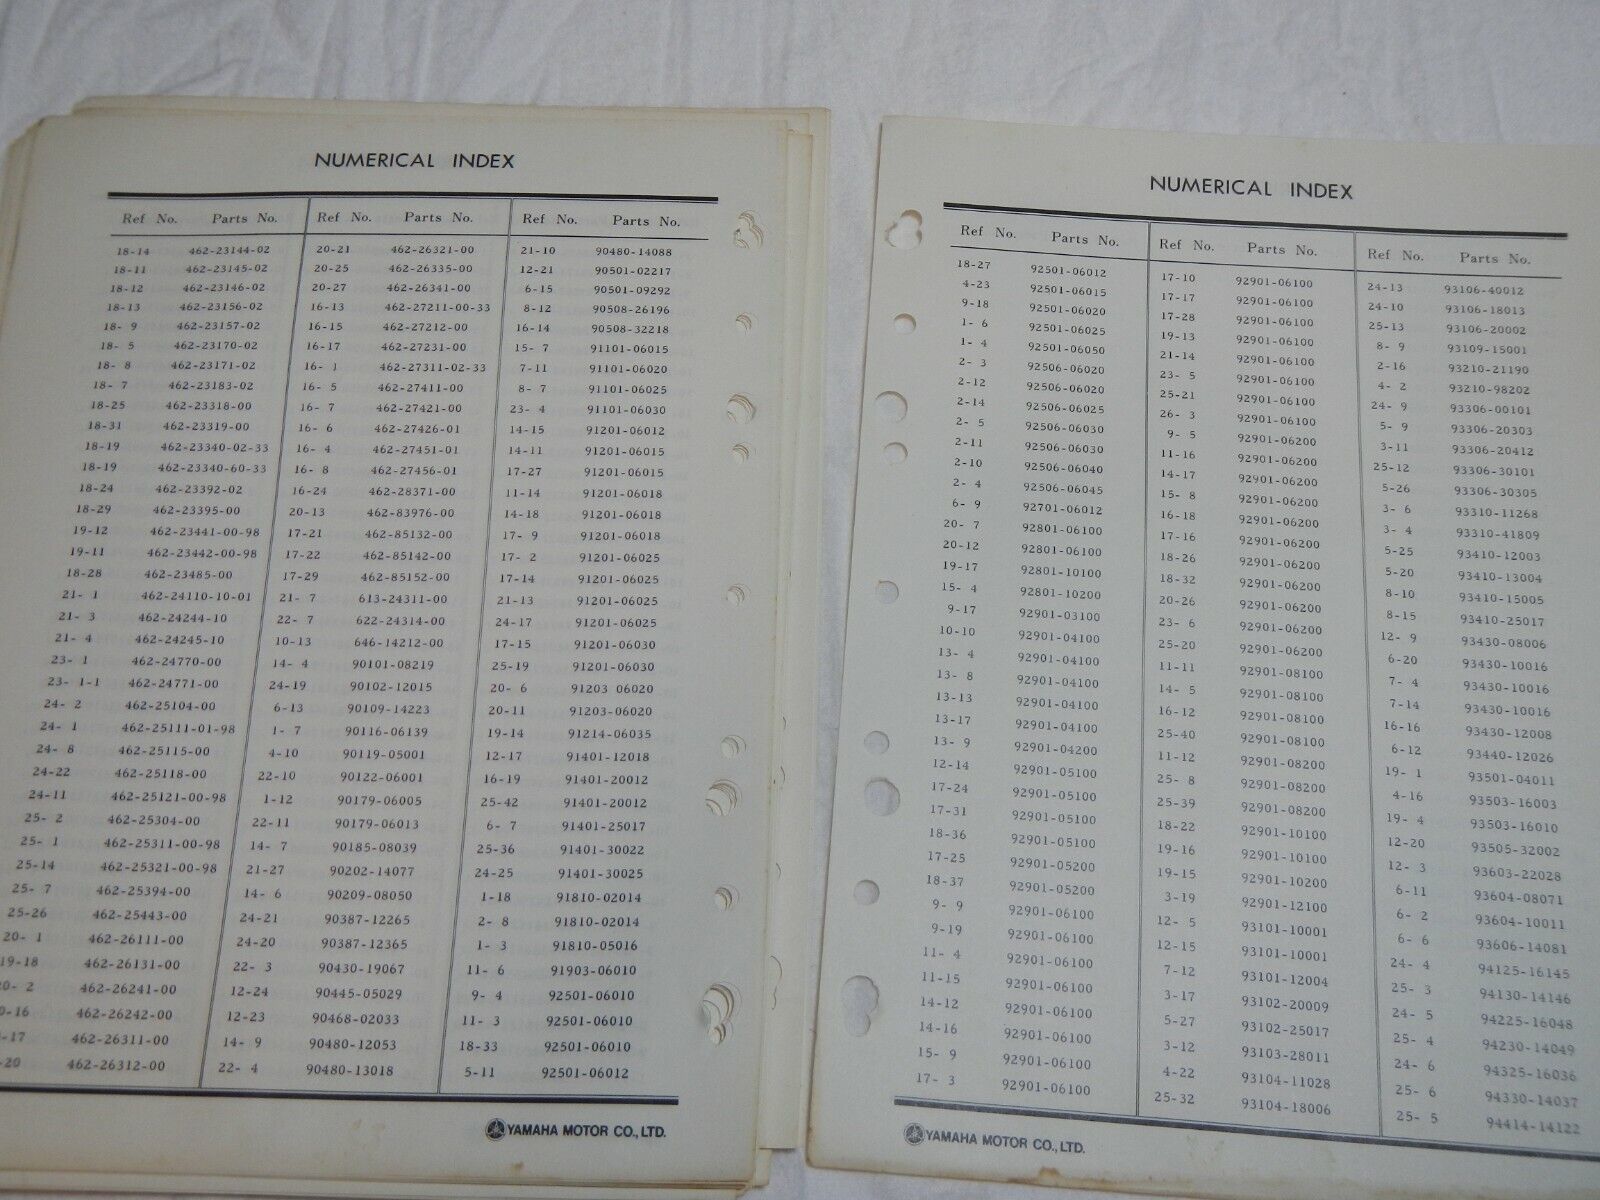 NUMERICAL INDEX
Ref No. Parts No.
18-14 462-23144-02
18-11 462-23145-02
18-12 462-23146-02
18-13 462-23156-02
18- 9 462-23157-02
18- 5 462-23170-02
18- 8 462-23171-02
18- 7 462-23183-02
18-25 462-23318-00
18-31 462-23319-00
18-19 462-23340-02-33
18-19 462-23340-60-33
18-24 462-23392-02
18-29 462-23395-00
19-12 462-23441-00-98
19-11 462-23442-00-98
18-28 462-23485-00
21- 1 462-24110-10-01
21- 3 462-24244-10
21- 4 462-24245-10
23- 1 462-24770-00
23- 1-1 462-24771-00
24- 2 462-25104-00
24- 1 462-25111-01-98
24- 8 462-25115-00
24-22 462-25118-00
24-11 462-25121-00-98
25- 2 462-25304-00
25- 1 462-25311-00-98
25-14 462-25321-00-98
25- 7 462-25394-00
25-26 462-25443-00
20- 1 462-26111-00
19-18 462-26131-00
20- 2 462-26241-00
0-16 462-26242-00
-17 462-26311-00
-20 462-26312-00
Ref No. Parts No.
20-21 462-26321-00
20-25 462-26335-00
20-27 462-26341-00
16-13 462-27211-00-33
16-15 462-27212-00
16-17 462-27231-00
16- 1 462-27311-02-33
16- 5 462-27411-00
16- 7 462-27421-00
16- 6 462-27426-01
16- 4 462-27451-01
16- 8 462-27456-01
16-24 462-28371-00
20-13 462-83976-00
17-21 462-85132-00
17-22 462-85142-00
17-29 462-85152-00
21- 7 613-24311-00
22- 7 622-24314-00
10-13 646-14212-00
14- 4 90101-08219
24-19 90102-12015
6-13 90109-14223
1- 7 90116-06139
4-10 90119-05001
22-10 90122-06001
1-12 90179-06005
22-11 90179-06013
14- 7 90185-08039
21-27 90202-14077
14- 6 90209-08050
24-21 90387-12265
24-20 90387-12365
22- 3 90430-19067
12-24 90445-05029
12-23 90468-02033
14- 9 90480-12053
22- 4 90480-13018
Ref No. Parts No.
21-10 90480-14088
12-21 90501-02217
6-15 90501-09292
8-12 90508-26196
16-14 90508-32218
15- 7 91101-06015
7-11 91101-06020
8- 7 91101-06025
23- 4 91101-06030
14-15 91201-06012
14-11 91201-06015
17-27 91201-06015
11-14 91201-06018
14-18 91201-06018
17- 9 91201-06018
17- 2 91201-06025
17-14 91201-06025
21-13 91201-06025
24-17 91201-06025
17-15 91201-06030
25-19 91201-06030
20- 6 91203 06020
20-11 91203-06020
19-14 91214-06035
12-17 91401-12018
16-19 91401-20012
25-42 91401-20012
6- 7 91401-25017
25-36 91401-30022
24-25 91401-30025
1-18 91810-02014
2- 8 91810-02014
1- 3 91810-05016
11- 6 91903-06010
9- 4 92501-06010
11- 3 92501-06010
18-33 92501-06010
5-11 92501-06012
YAMAHA MOTOR CO., LTD.
NUMERICAL INDEX
Ref No. Parts No.
18-27 92501-06012
4-23 92501-06015
9-18 92501-06020
1- 6 92501-06025
1- 4 92501-06050
2- 3 92506-06020
2-12 92506-06020
2-14 92506-06025
2- 5 92506-06030
2-11 92506-06030
2-10 92506-06040
2- 4 92506-06045
6- 9 92701-06012
20- 7 92801-06100
20-12 92801-06100
19-17 92801-10100
15- 4 92801-10200
9-17 92901-03100
10-10 92901-04100
13- 4 92901-04100
13- 8 92901-04100
13-13 92901-04100
13-17 92901-04100
13- 9 92901-04200
12-14 92901-05100
17-24 92901-05100
17-31 92901-05100
18-36 92901-05100
17-25 92901-05200
18-37 92901-05200
9- 9 92901-06100
9-19 92901-06100
11- 4 92901-06100
11-15 92901-06100
14-12 92901-06100
14-16 92901-06100
15- 9 92901-06100
17- 3 92901-06100
Ref No. Parts No.
17-10 92901-06100
17-17 92901-06100
17-28 92901-06100
19-13 92901-06100
21-14 92901-06100
23- 5 92901-06100
25-21 92901-06100
26- 3 92901-06100
9- 5 92901-06200
11-16 92901-06200
14-17 92901-06200
15- 8 92901-06200
16-18 92901-06200
17-16 92901-06200
18-26 92901-06200
18-32 92901-06200
20-26 92901-06200
23- 6 92901-06200
25-20 92901-06200
11-11 92901-08100
14- 5 92901-08100
16-12 92901-08100
25-40 92901-08100
11-12 92901-08200
25- 8 92901-08200
25-39 92901-08200
18-22 92901-10100
19-16 92901-10100
19-15 92901-10200
3-19 92901-12100
12- 5 93101-10001
12-15 93101-10001
7-12 93101-12004
3-17 93102-20009
5-27 93102-25017
3-12 93103-28011
4-22 93104-11028
25-32 93104-18006
Ref No. Parts No.
24-13 93106-40012
24-10 93106-18013
25-13 93106-20002
8- 9 93109-15001
2-16 93210-21190
4- 2 93210-98202
24- 9 93306-00101
5- 9 93306-20303
3-11 93306-20412
25-12 93306-30101
5-26 93306-30305
3- 6 93310-11268
3- 4 93310-41809
5-25 93410-12003
5-20 93410-13004
8-10 93410-15005
8-15 93410-25017
12- 9 93430-08006
6-20 93430-10016
7- 4 93430-10016
7-14 93430-10016
16-16 93430-12008
6-12 93440-12026
19- 1 93501-04011
4-16 93503-16003
19- 4 93503-16010
12-20 93505-32002
12- 3 93603-22028
6-11 93604-08071
6- 2 93604-10011
6- 6 93606-14081
24- 4 94125-16145
25- 3 94130-14146
24- 5 94225-16048
25- 4 94230-14049
24- 6 94325-16036
25- 6 94330-14037
25- 5 94414-14122
YAMAHA MOTOR CO., LTD.